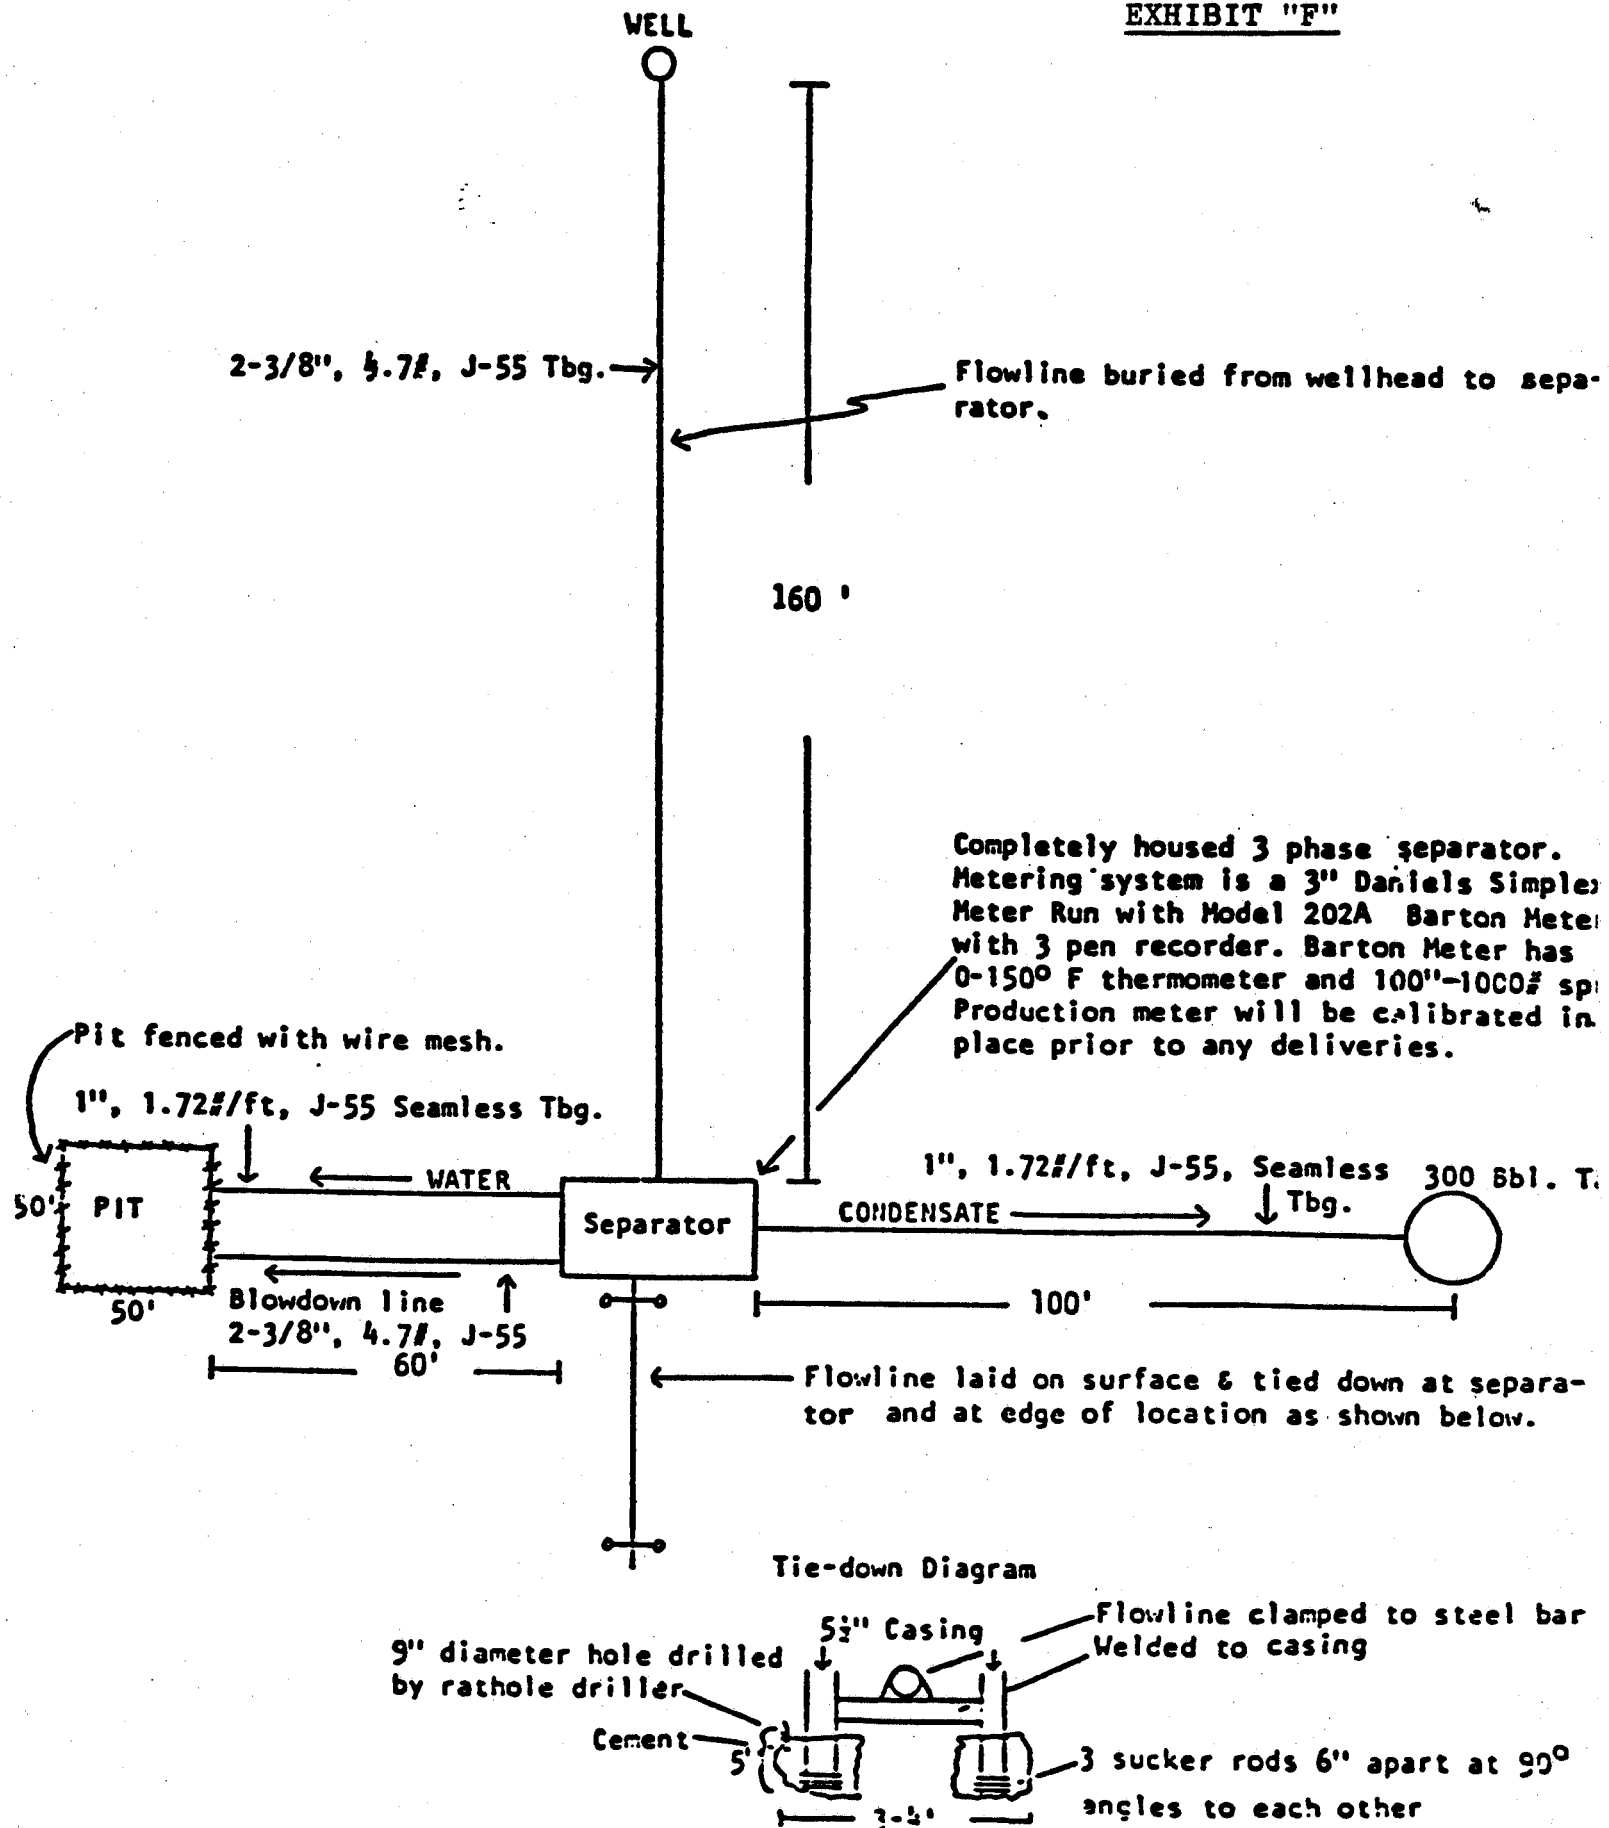 EXHIBIT "F"
WELL
2-3/8", 4.7#, J-55 Tbg.
Flowline buried from wellhead to sepa-
rator.
160 '
Completely housed 3 phase separator.
Metering system is a 3" Daniels Simplex
Meter Run with Model 202A Barton Meter
with 3 pen recorder. Barton Meter has
0-150º F thermometer and 100"-1000#
Production meter will be calibrated in
place prior to any deliveries.
Pit fenced with wire mesh.
1", 1.72#/ft, J-55 Seamless Tbg.
WATER
50'
PIT
50'
Separator
1", 1.72#/ft, J-55, Seamless
Tbg.
300 Bbl.
CONDENSATE
Blowdown line
2-3/8", 4.7#, J-55
60'
100'
Flowline laid on surface & tied down at separa-
tor and at edge of location as shown below.
Tie-down Diagram
5½" Casing
Flowline clamped to steel bar
Welded to casing
9" diameter hole drilled
by rathole driller
Cement
5'
3 sucker rods 6" apart at 90º
angles to each other